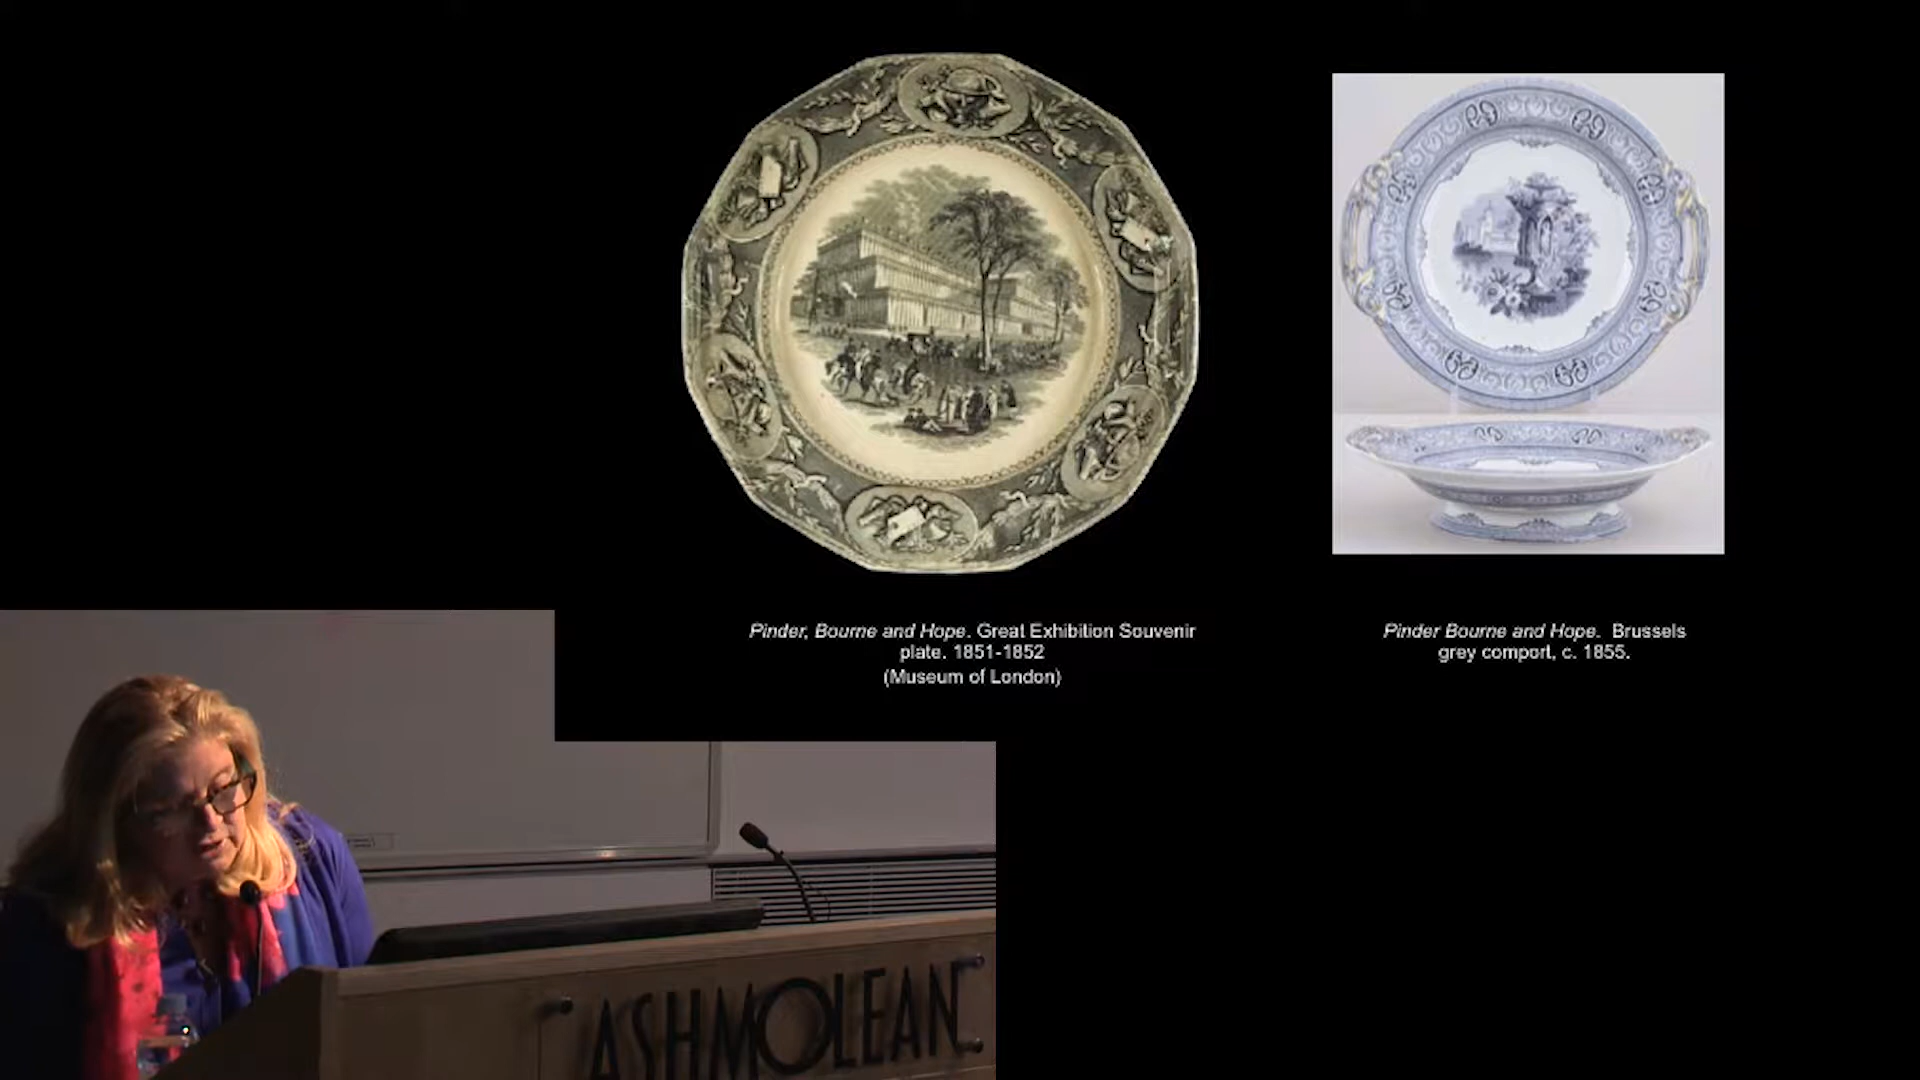 Pinder, Bourne and Hope. Great Exhibition Souvenir
plate. 1851-1852
(Museum of London)
Pinder Bourne and Hope. Brussels
grey comport, c. 1855.
ASHMOLEAN